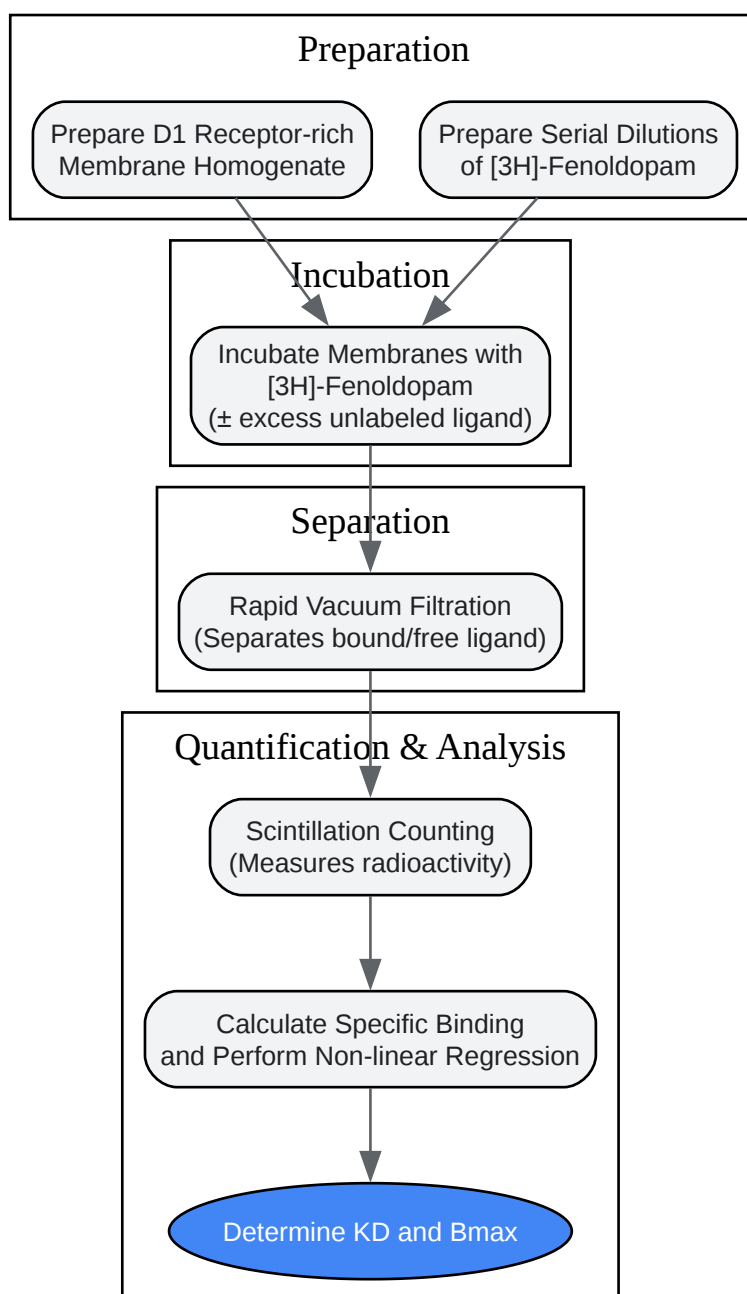 Preparation
Prepare D1 Receptor-rich
Membrane Homogenate
Prepare Serial Dilutions
of [3H]-Fenoldopam
Incubation
Incubate Membranes with
[3H]-Fenoldopam
(± excess unlabeled ligand)
Separation
Rapid Vacuum Filtration
(Separates bound/free ligand)
Quantification & Analysis
Scintillation Counting
(Measures radioactivity)
Calculate Specific Binding
and Perform Non-linear Regression
Determine KD and Bmax